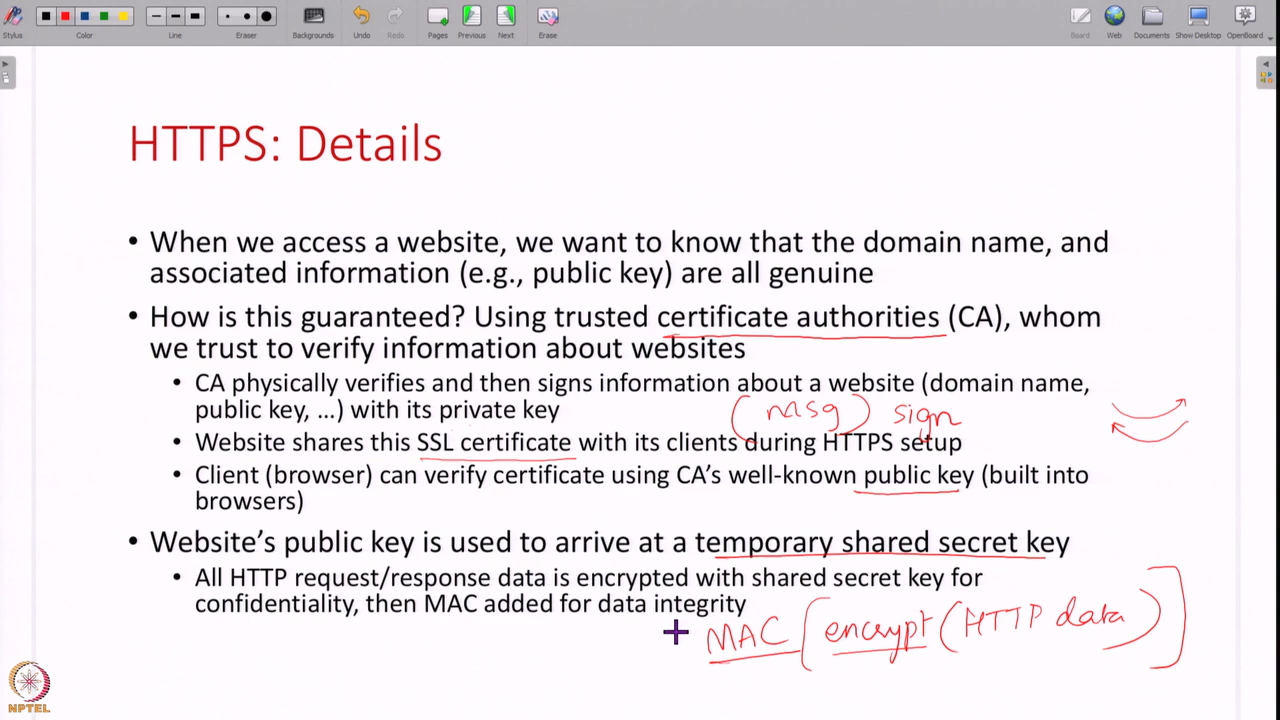 Stylus
Color
Line
Eraser
Backgrounds
Undo
Redo
Pages
Previous
Next
Erase
Board
Web
Documents
Show Desktop
OpenBoard
HTTPS: Details
• When we access a website, we want to know that the domain name, and
associated information (e.g., public key) are all genuine
• How is this guaranteed? Using trusted certificate authorities (CA), whom
we trust to verify information about websites
• CA physically verifies and then signs information about a website (domain name,
public key, …) with its private key
(msg) sign
• Website shares this SSL certificate with its clients during HTTPS setup
• Client (browser) can verify certificate using CA's well-known public key (built into
browsers)
• Website's public key is used to arrive at a temporary shared secret key
• All HTTP request/response data is encrypted with shared secret key for
confidentiality, then MAC added for data integrity
MAC [encrypt (HTTP data)]
NPTEL